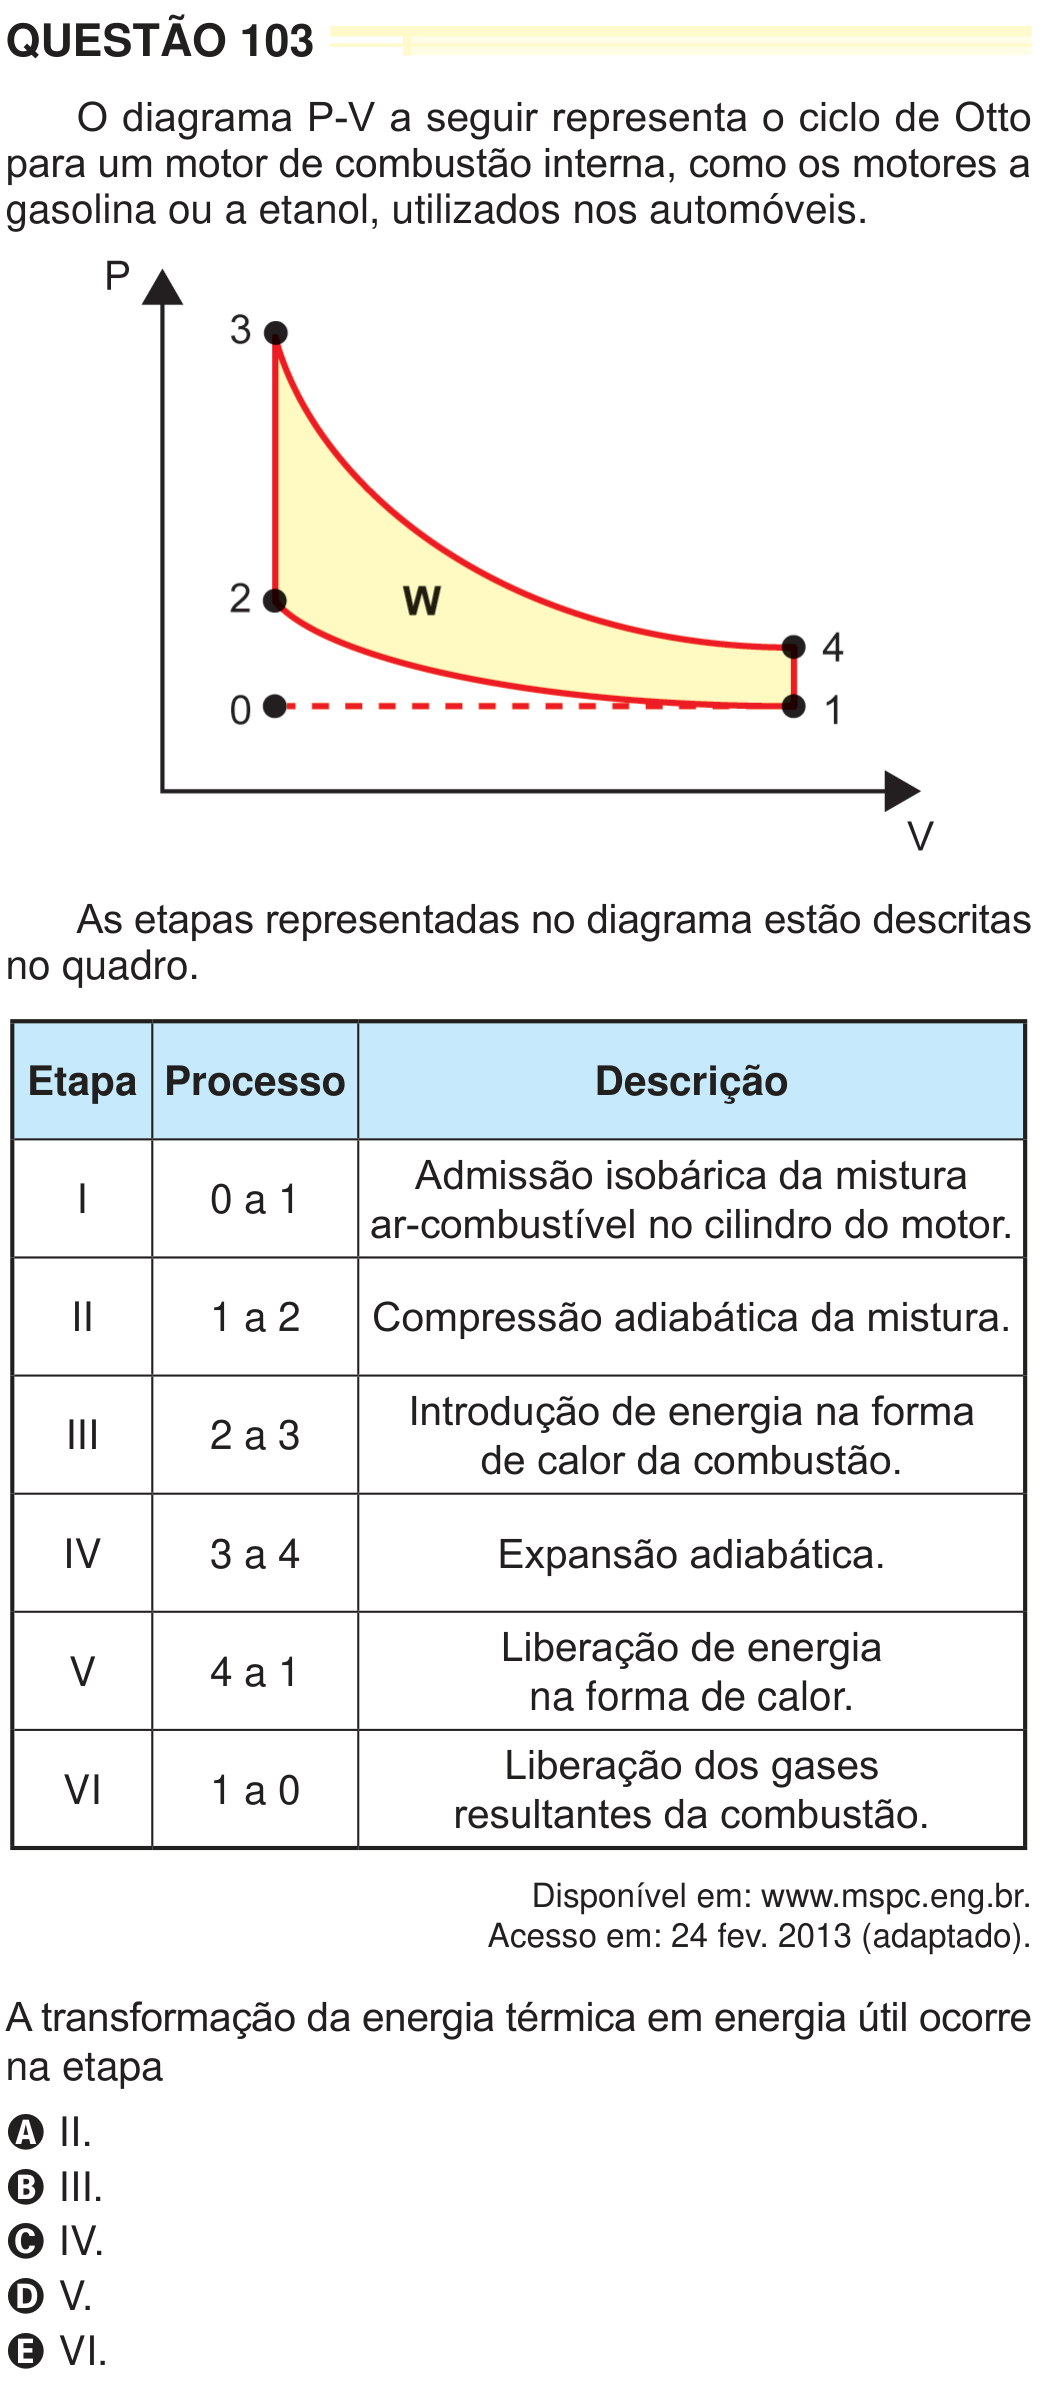 QUESTÃO 103
O diagrama P-V a seguir representa o ciclo de Otto
para um motor de combustão interna, como os motores a
gasolina ou a etanol, utilizados nos automóveis.
P
3
2
W
4
0
1
V
As etapas representadas no diagrama estão descritas
no quadro.
Etapa Processo Descrição
I 0 a 1 Admissão isobárica da mistura
ar-combustível no cilindro do motor.
II 1 a 2 Compressão adiabática da mistura.
III 2 a 3 Introdução de energia na forma
de calor da combustão.
IV 3 a 4 Expansão adiabática.
V 4 a 1 Liberação de energia
na forma de calor.
VI 1 a 0 Liberação dos gases
resultantes da combustão.
Disponível em: www.mspc.eng.br.
Acesso em: 24 fev. 2013 (adaptado).
A transformação da energia térmica em energia útil ocorre
na etapa
A II.
B III.
C IV.
D V.
E VI.